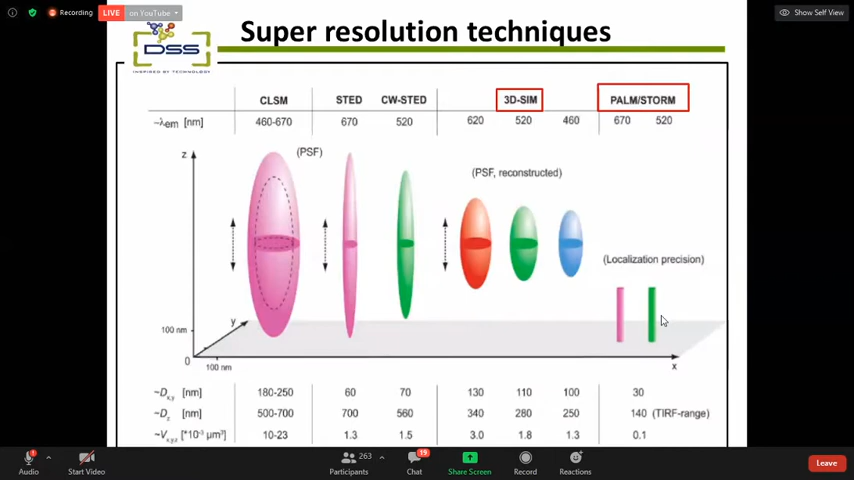 Recording
LIVE
on YouTube
Show Self View
DSS
INSPIRED BY TECHNOLOGY
Super resolution techniques
CLSM STED CW-STED 3D-SIM PALM/STORM
~λem [nm] 460-670 670 520 620 520 460 670 520
z
(PSF)
(PSF, reconstructed)
(Localization precision)
y
100 nm
0
100 nm
x
~Dx,y [nm] 180-250 60 70 130 110 100 30
~Dz [nm] 500-700 700 560 340 280 250 140 (TIRF-range)
~Vx,y,z [*10-3 μm3] 10-23 1.3 1.5 3.0 1.8 1.3 0.1
263
19
Audio Start Video Participants Chat Share Screen Record Reactions Leave